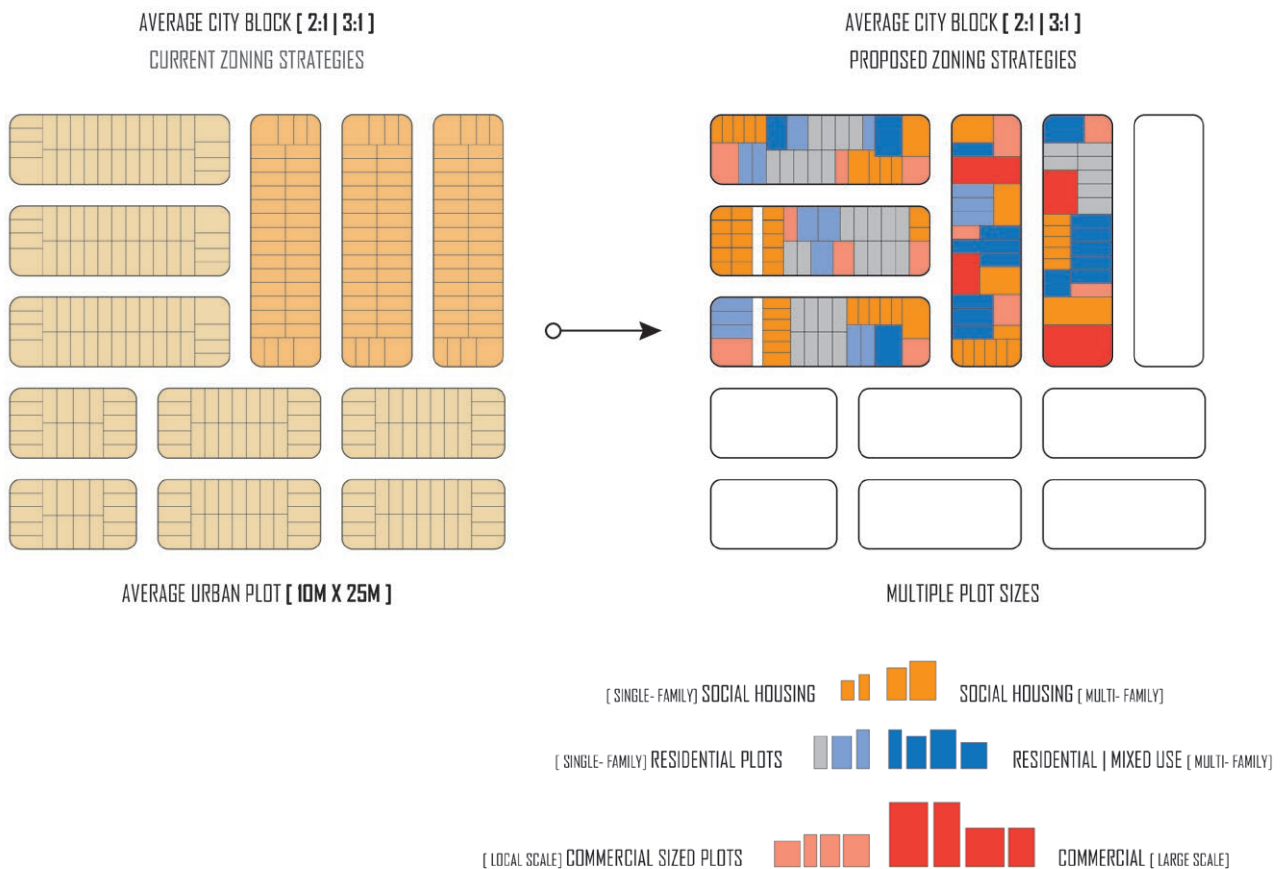 AVERAGE CITY BLOCK [ 2:1 | 3:1 ]
CURRENT ZONING STRATEGIES
AVERAGE CITY BLOCK [ 2:1 | 3:1 ]
PROPOSED ZONING STRATEGIES
AVERAGE URBAN PLOT [ 10M X 25M ]
MULTIPLE PLOT SIZES
[ SINGLE- FAMILY] SOCIAL HOUSING
SOCIAL HOUSING [ MULTI- FAMILY]
[ SINGLE- FAMILY] RESIDENTIAL PLOTS
RESIDENTIAL | MIXED USE [ MULTI- FAMILY]
[ LOCAL SCALE] COMMERCIAL SIZED PLOTS
COMMERCIAL [ LARGE SCALE]